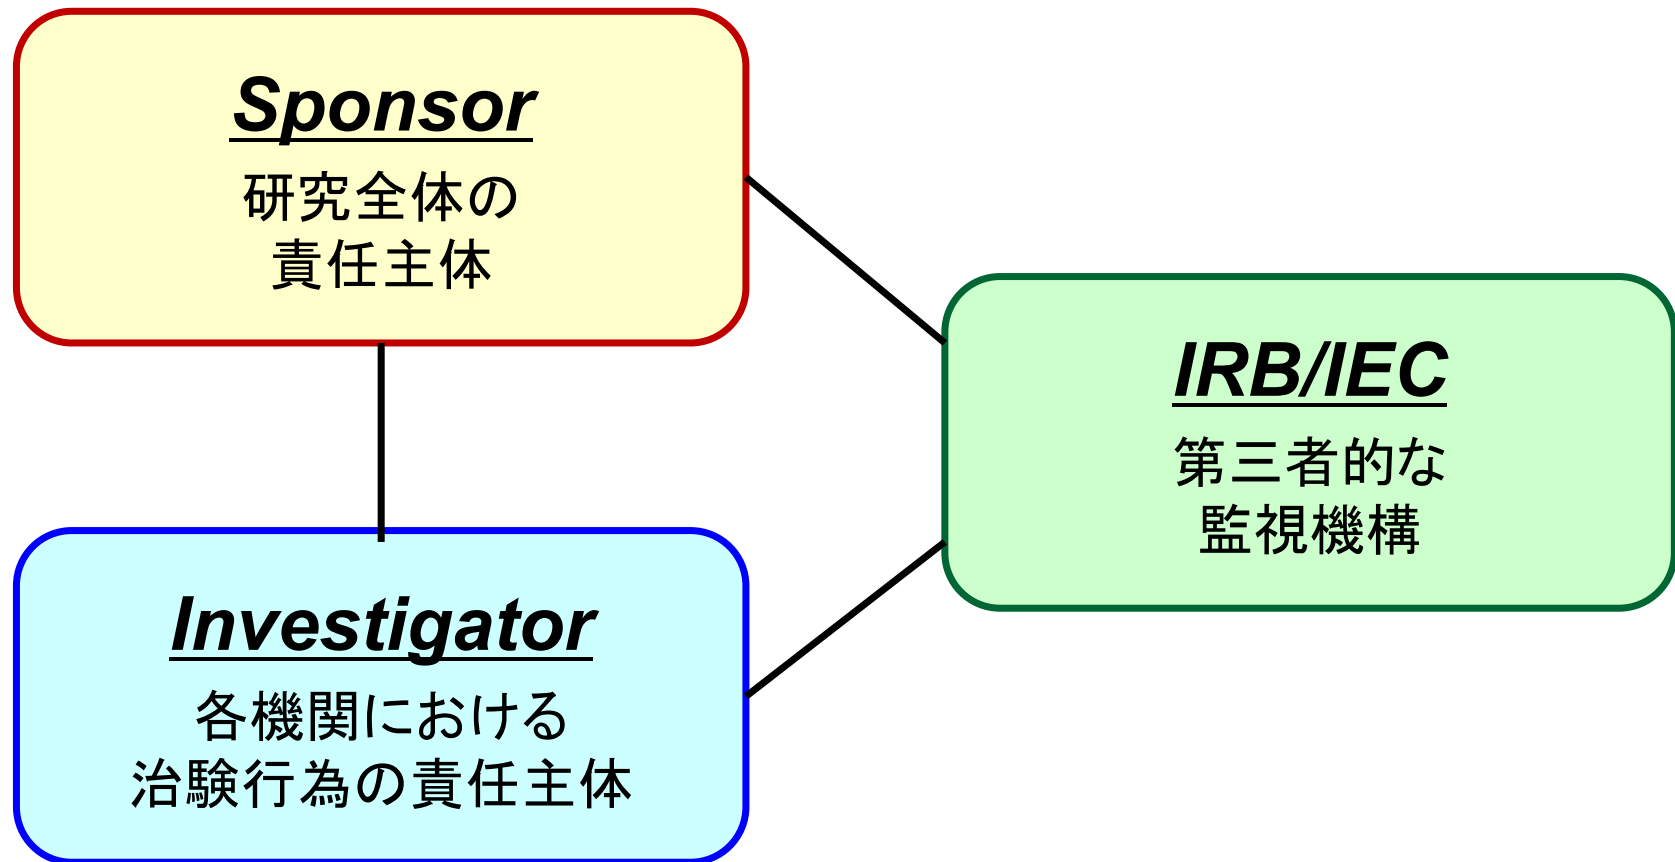 Sponsor
研究全体の
責任主体
IRB/IEC
第三者的な
監視機構
Investigator
各機関における
治験行為の責任主体